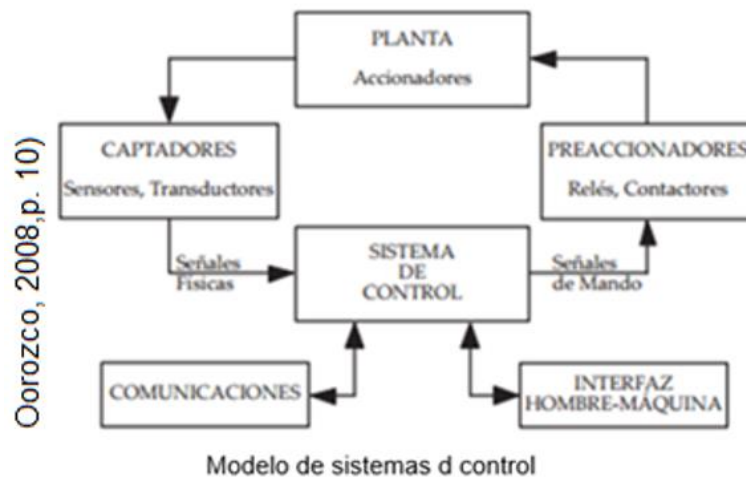 PLANTA
Accionadores
CAPTADORES
Sensores, Transductores
PREACCIONADORES
Relés, Contactores
Señales
Físicas
SISTEMA
DE
CONTROL
Señales
de Mando
COMUNICACIONES
INTERFAZ
HOMBRE-MÁQUINA
Oorozco, 2008,p. 10)
Modelo de sistemas d control